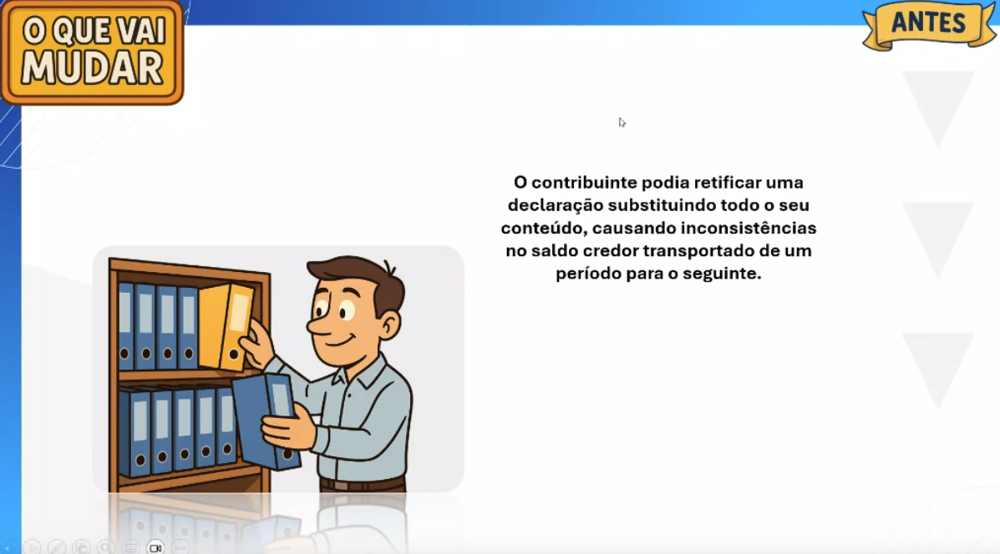 O QUE VAI
MUDAR
ANTES
O contribuinte podia retificar uma
declaração substituindo todo o seu
conteúdo, causando inconsistências
no saldo credor transportado de um
período para o seguinte.